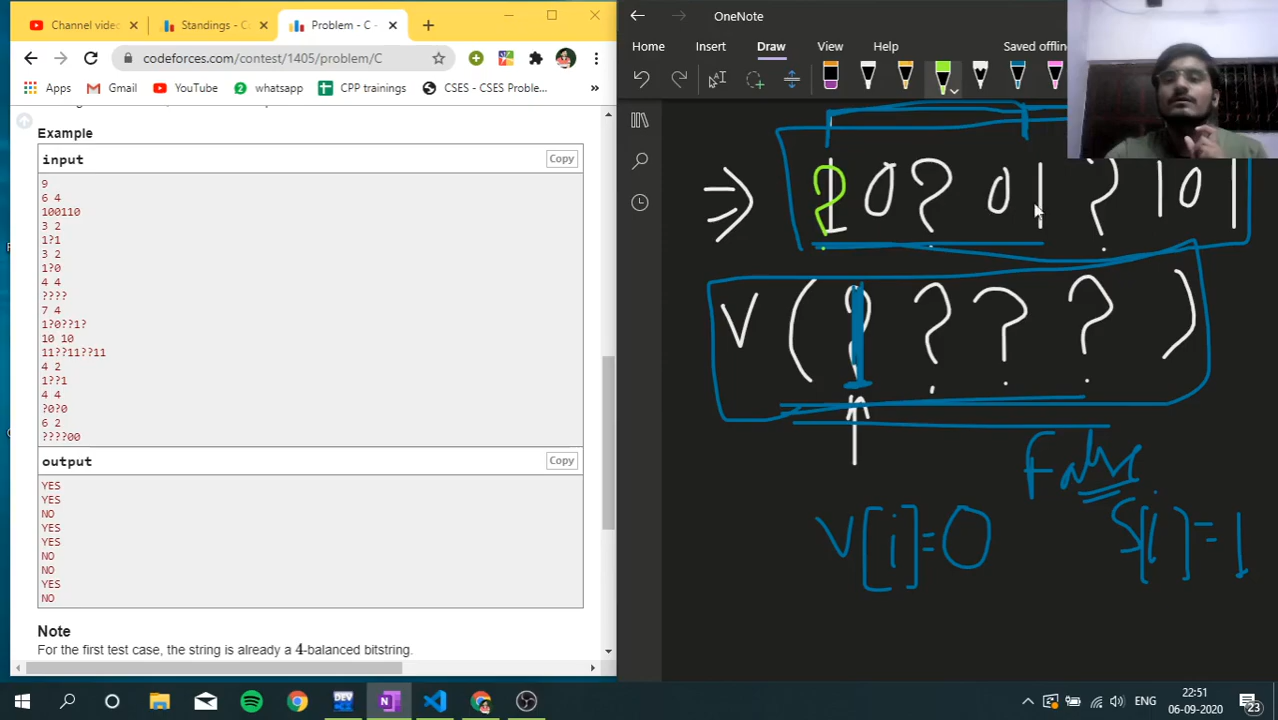 Channel video
Standings - C
Problem - C -
codeforces.com/contest/1405/problem/C
Apps
Gmail
YouTube
whatsapp
CPP trainings
CSES - CSES Proble...
»
Example
input
Copy
9
6 4
100110
3 2
1?1
3 2
1?0
4 4
????
7 4
1?0??1?
10 10
11??11??11
4 2
1??1
4 4
?0?0
6 2
????00
output
Copy
YES
YES
NO
YES
YES
NO
NO
YES
NO
Note
For the first test case, the string is already a 4-balanced bitstring.
OneNote
Home
Insert
Draw
View
Help
Saved offlin
⇒ ? 0 ? 0 1 ? 1 0 1
V ( ? ? ? ? )
False
V[i]=0
S[i]=1
DEV
ENG
22:51
06-09-2020
23